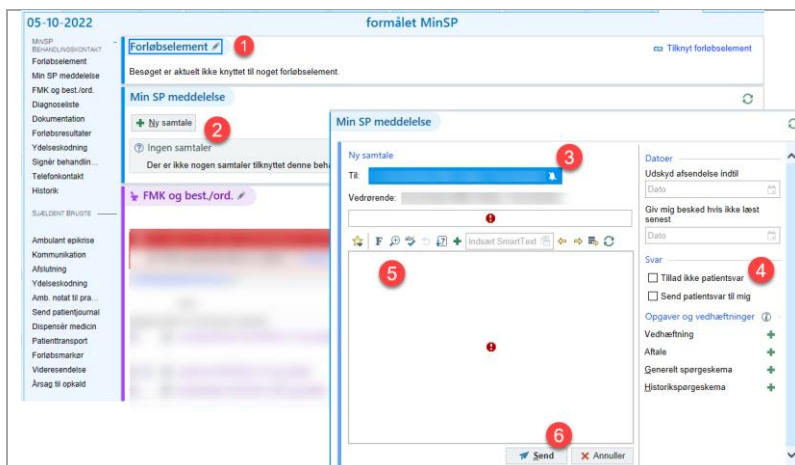 05-10-2022
formålet MinSP
MINSP
BEHANDLINGSKONTAKT
Forløbselement
Min SP meddelelse
FMK og best./ord.
Diagnoseliste
Dokumentation
Forløbsresultater
Ydelseskodning
Signér behandlin...
Telefonkontakt
Historik
SJÆLDENT BRUGTE
Ambulant epikrise
Kommunikation
Afslutning
Ydelseskodning
Amb. notat til pra...
Send patientjournal
Dispensér medicin
Patienttransport
Forløbsmarkør
Videresendelse
Årsag til opkald
Forløbselement
1
Tilknyt forløbselement
Besøget er aktuelt ikke knyttet til noget forløbselement.
Min SP meddelelse
Ny samtale
2
Ingen samtaler
Der er ikke nogen samtaler tilknyttet denne beha
FMK og best./ord.
Min SP meddelelse
Ny samtale
3
Til:
Vedrørende:
F
Indsæt SmartText
5
6
Send
Annuller
Datoer
Udskyd afsendelse indtil
Dato
Giv mig besked hvis ikke læst
senest
Dato
Svar
4
Tillad ikke patientsvar
Send patientsvar til mig
Opgaver og vedhæftninger
Vedhæftning
Aftale
Generelt spørgeskema
Historikspørgeskema